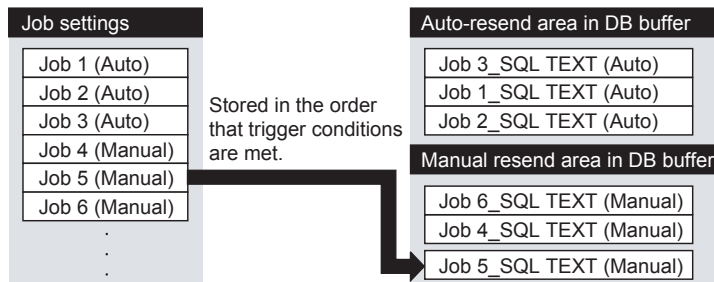 Job settings
Job 1 (Auto)
Job 2 (Auto)
Job 3 (Auto)
Job 4 (Manual)
Job 5 (Manual)
Job 6 (Manual)
.
.
.
Stored in the order
that trigger conditions
are met.
Auto-resend area in DB buffer
Job 3_SQL TEXT (Auto)
Job 1_SQL TEXT (Auto)
Job 2_SQL TEXT (Auto)
Manual resend area in DB buffer
Job 6_SQL TEXT (Manual)
Job 4_SQL TEXT (Manual)
Job 5_SQL TEXT (Manual)